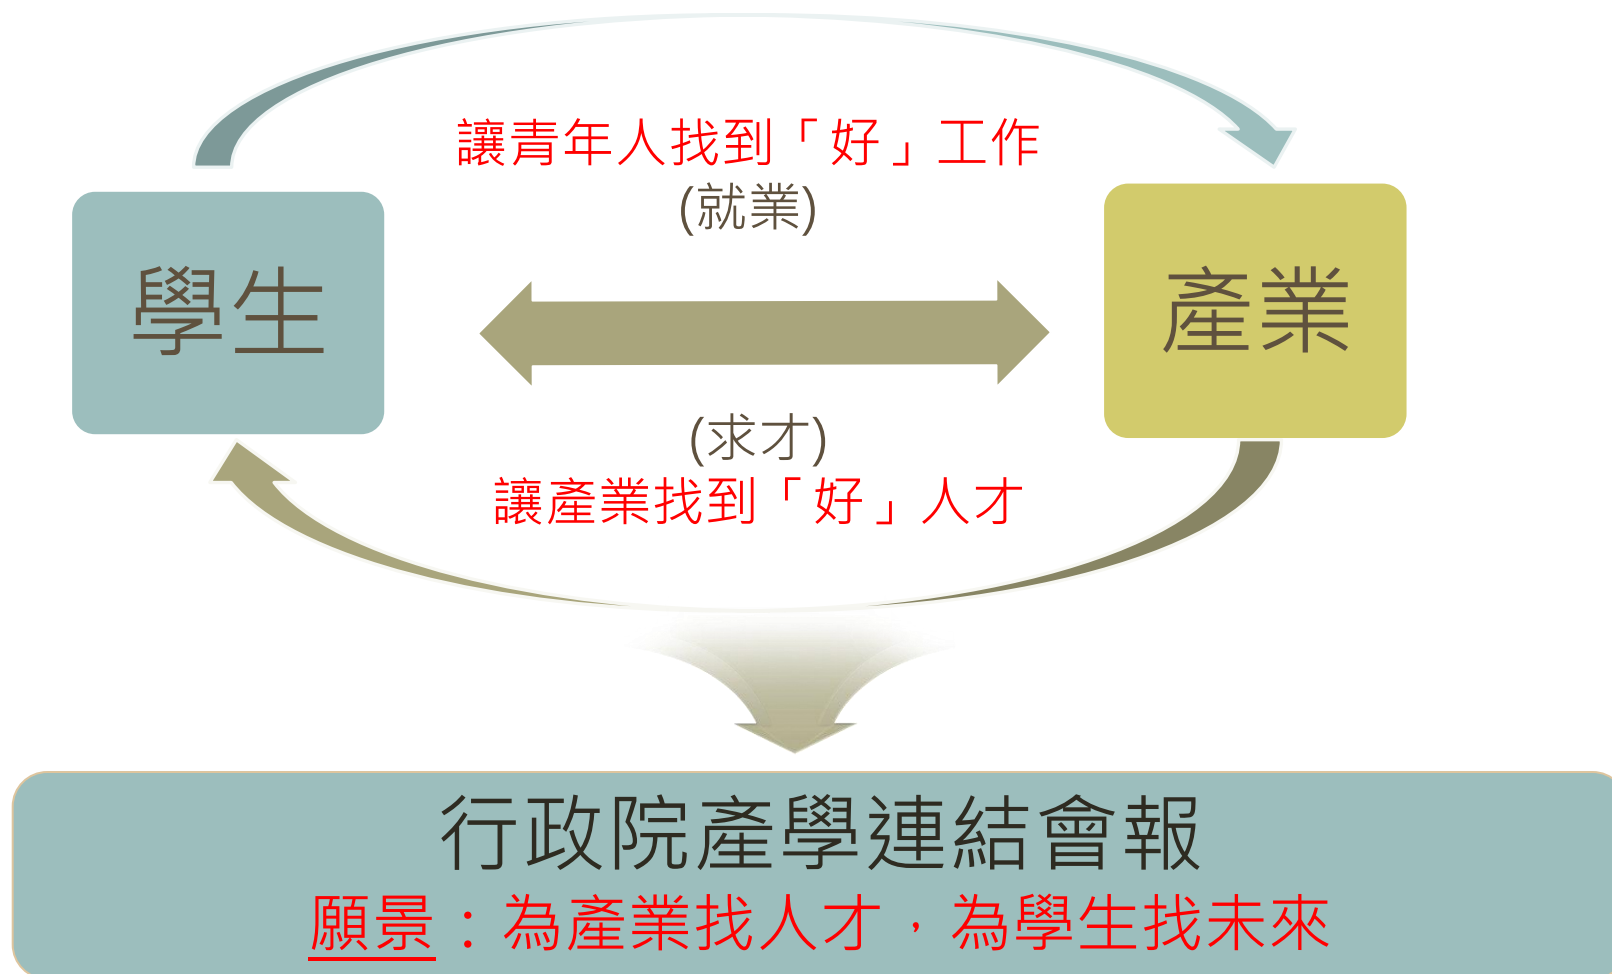 讓青年人找到「好」工作
(就業)
學生
產業
(求才)
讓產業找到「好」人才
行政院產學連結會報
願景：為產業找人才，為學生找未來